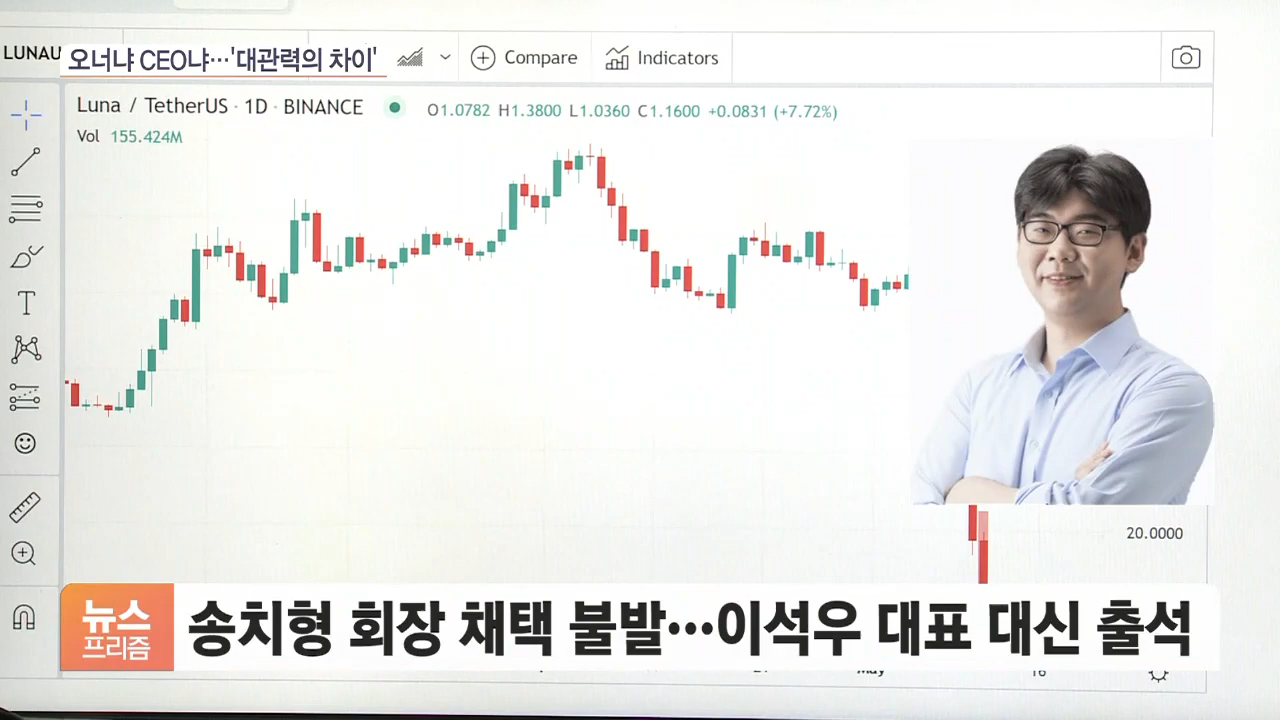 LUNAU
오너냐 CEO냐…'대관력의 차이'
Compare
Indicators
Luna / TetherUS · 1D · BINANCE
O1.0782 H1.3800 L1.0360 C1.1600 +0.0831 (+7.72%)
Vol 155.424M
20.0000
뉴스
프리즘
송치형 회장 채택 불발…이석우 대표 대신 출석
May
16